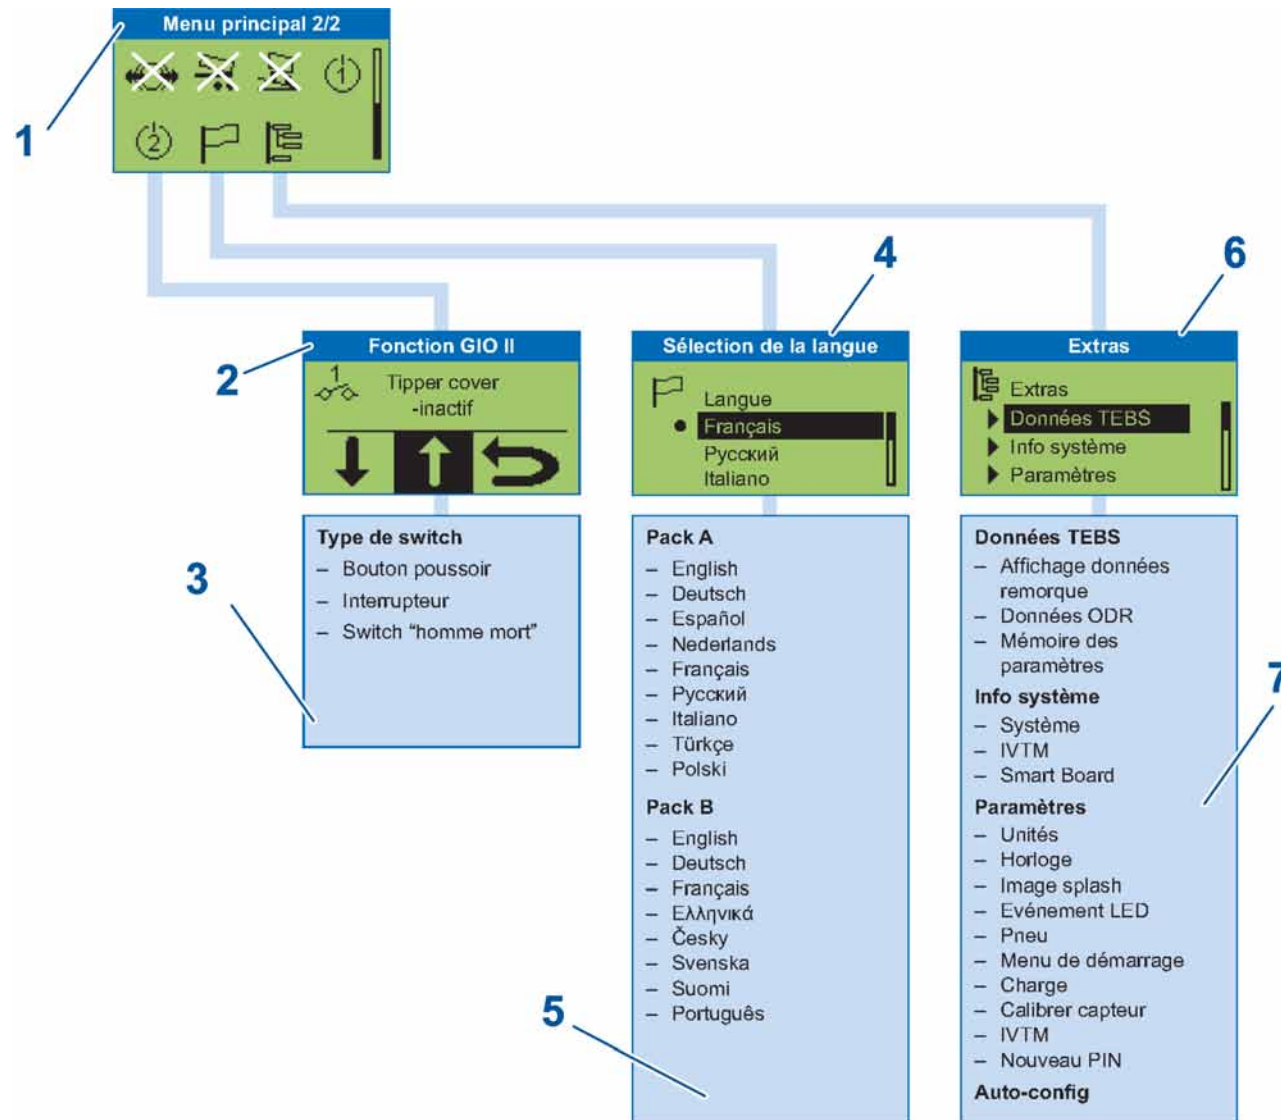 Menu principal 2/2
1
2
1
4
6
Fonction GIO II
2
1
Tipper cover
-inactif
Sélection de la langue
Langue
Français
Русский
Italiano
Extras
Extras
Données TEBS
Info système
Paramètres
3
Type de switch
– Bouton poussoir
– Interrupteur
– Switch “homme mort”
Pack A
– English
– Deutsch
– Español
– Nederlands
– Français
– Русский
– Italiano
– Türkçe
– Polski
Pack B
– English
– Deutsch
– Français
– Ελληνικά
– Česky
– Svenska
– Suomi
– Português
5
Données TEBS
– Affichage données
remorque
– Données ODR
– Mémoire des
paramètres
Info système
– Système
– IVTM
– Smart Board
Paramètres
– Unités
– Horloge
– Image splash
– Evénement LED
– Pneu
– Menu de démarrage
– Charge
– Calibrer capteur
– IVTM
– Nouveau PIN
Auto-config
7